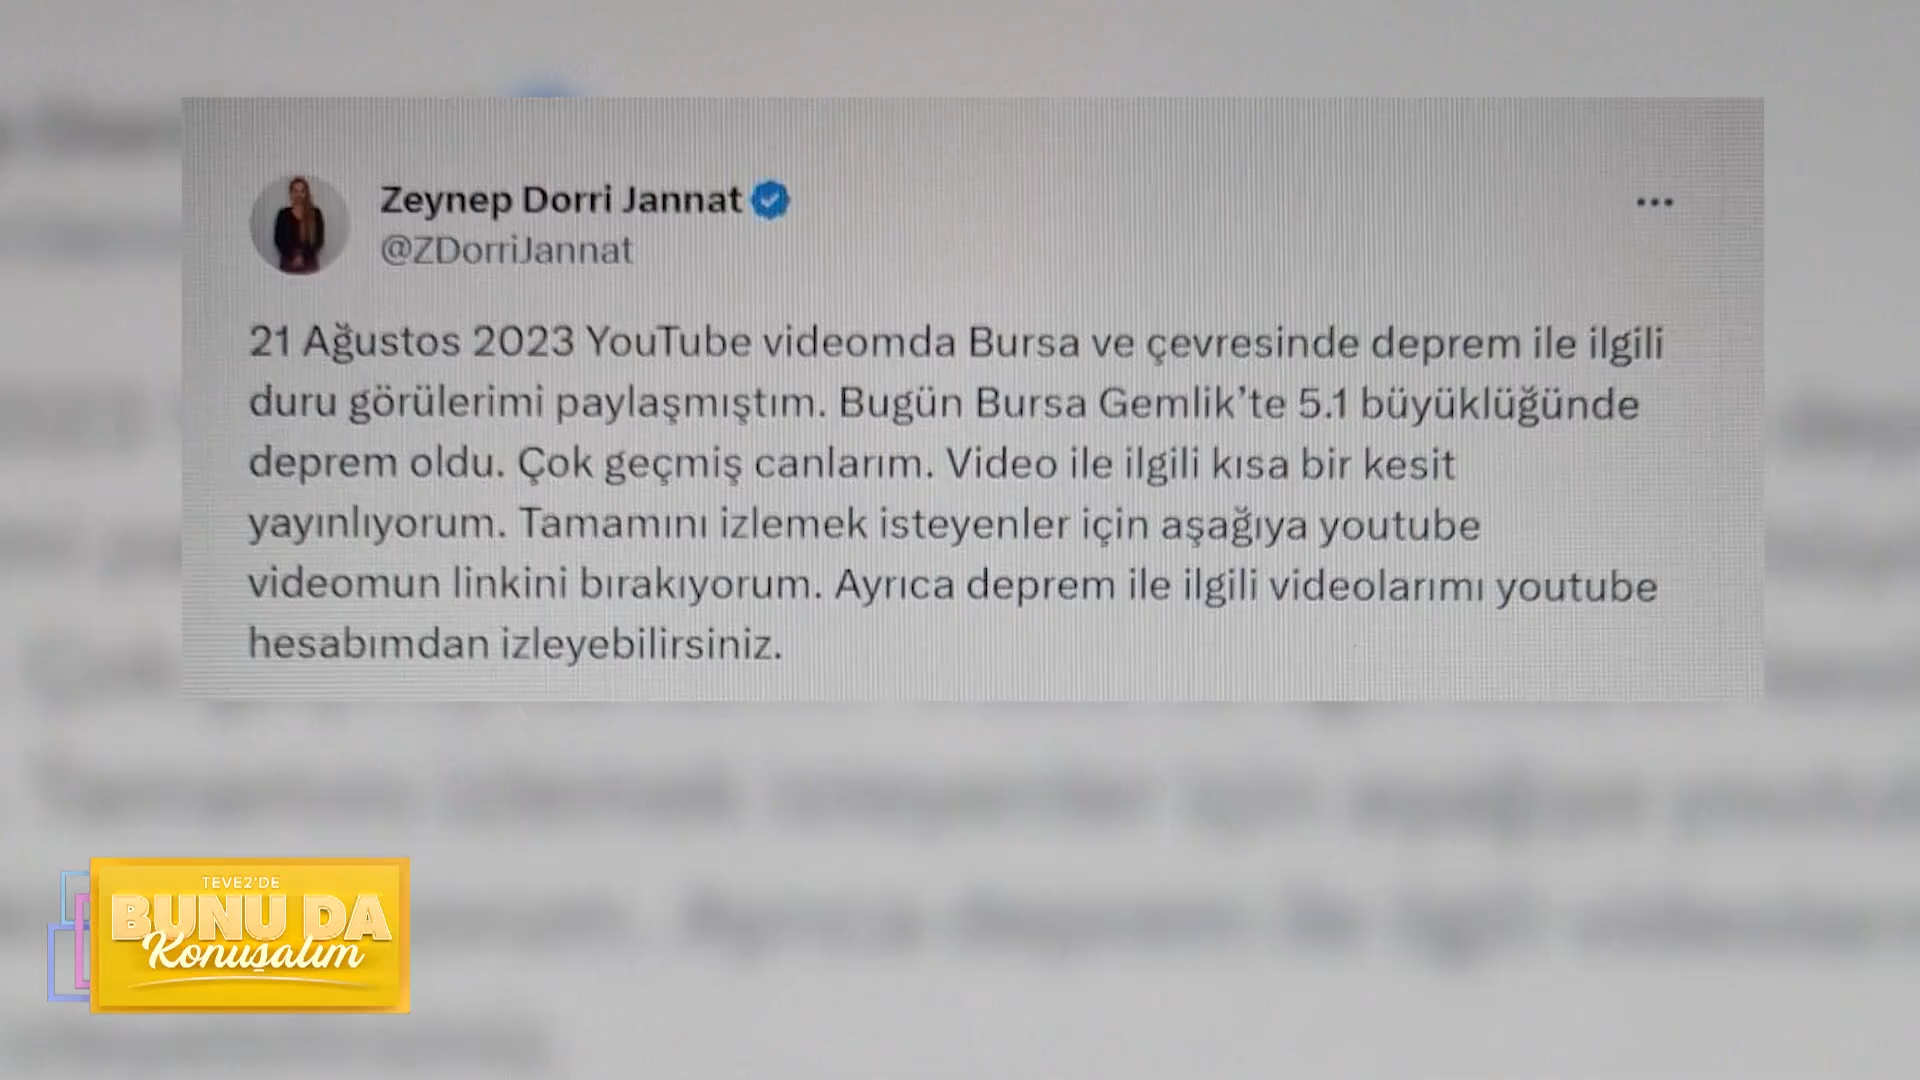 Zeynep Dorri Jannat
@ZDorriJannat
21 Ağustos 2023 YouTube videomda Bursa ve çevresinde deprem ile ilgili
duru görülerimi paylaşmıştım. Bugün Bursa Gemlik’te 5.1 büyüklüğünde
deprem oldu. Çok geçmiş canlarım. Video ile ilgili kısa bir kesit
yayınlıyorum. Tamamını izlemek isteyenler için aşağıya youtube
videomun linkini bırakıyorum. Ayrıca deprem ile ilgili videolarımı youtube
hesabımdan izleyebilirsiniz.
TEVE2'DE
BUNU DA
Konuşalım